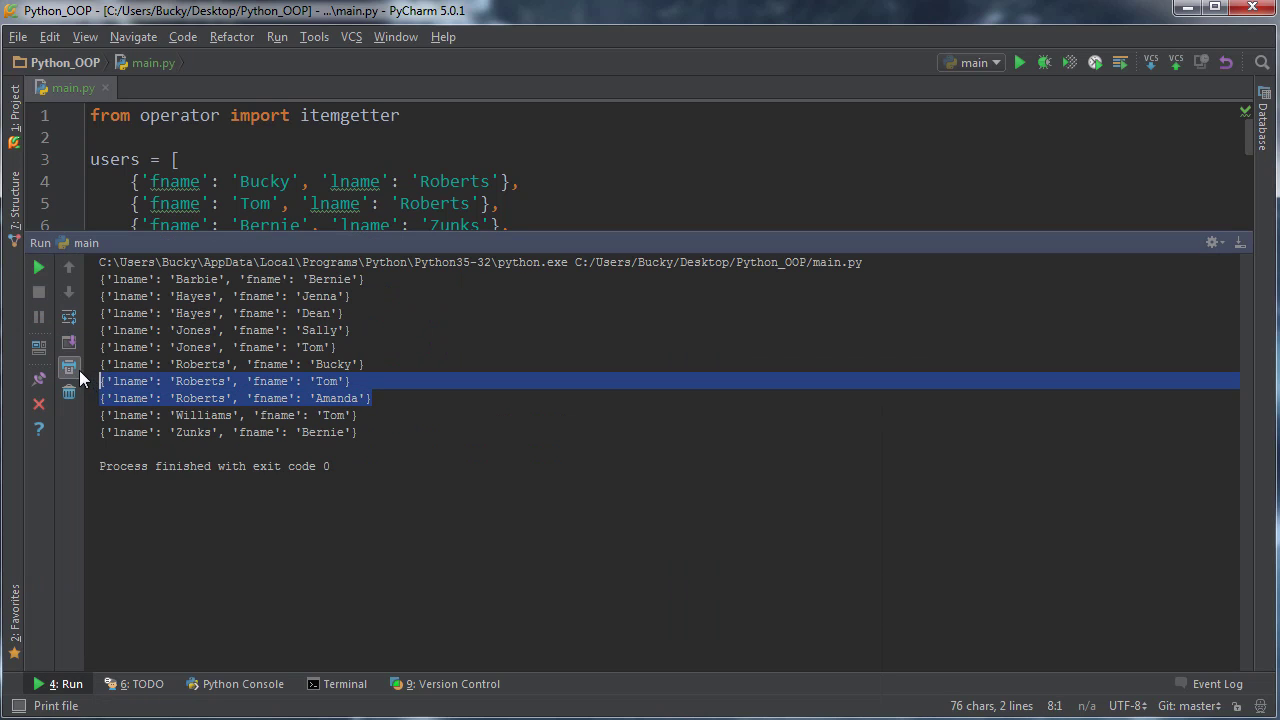 Python_OOP - [C:/Users/Bucky/Desktop/Python_OOP] - ...\main.py - PyCharm 5.0.1
File Edit View Navigate Code Refactor Run Tools VCS Window Help
Python_OOP main.py main VCS VCS
main.py ×
1: Project
7: Structure
2: Favorites
Database
1 from operator import itemgetter
2
3 users = [
4 {'fname': 'Bucky', 'lname': 'Roberts'},
5 {'fname': 'Tom', 'lname': 'Roberts'},
6 {'fname': 'Bernie', 'lname': 'Zunks'},
Run main
C:\Users\Bucky\AppData\Local\Programs\Python\Python35-32\python.exe C:/Users/Bucky/Desktop/Python_OOP/main.py
{'lname': 'Barbie', 'fname': 'Bernie'}
{'lname': 'Hayes', 'fname': 'Jenna'}
{'lname': 'Hayes', 'fname': 'Dean'}
{'lname': 'Jones', 'fname': 'Sally'}
{'lname': 'Jones', 'fname': 'Tom'}
{'lname': 'Roberts', 'fname': 'Bucky'}
{'lname': 'Roberts', 'fname': 'Tom'}
{'lname': 'Roberts', 'fname': 'Amanda'}
{'lname': 'Williams', 'fname': 'Tom'}
{'lname': 'Zunks', 'fname': 'Bernie'}
Process finished with exit code 0
4: Run 6: TODO Python Console Terminal 9: Version Control Event Log
Print file 76 chars, 2 lines 8:1 n/a UTF-8 Git: master